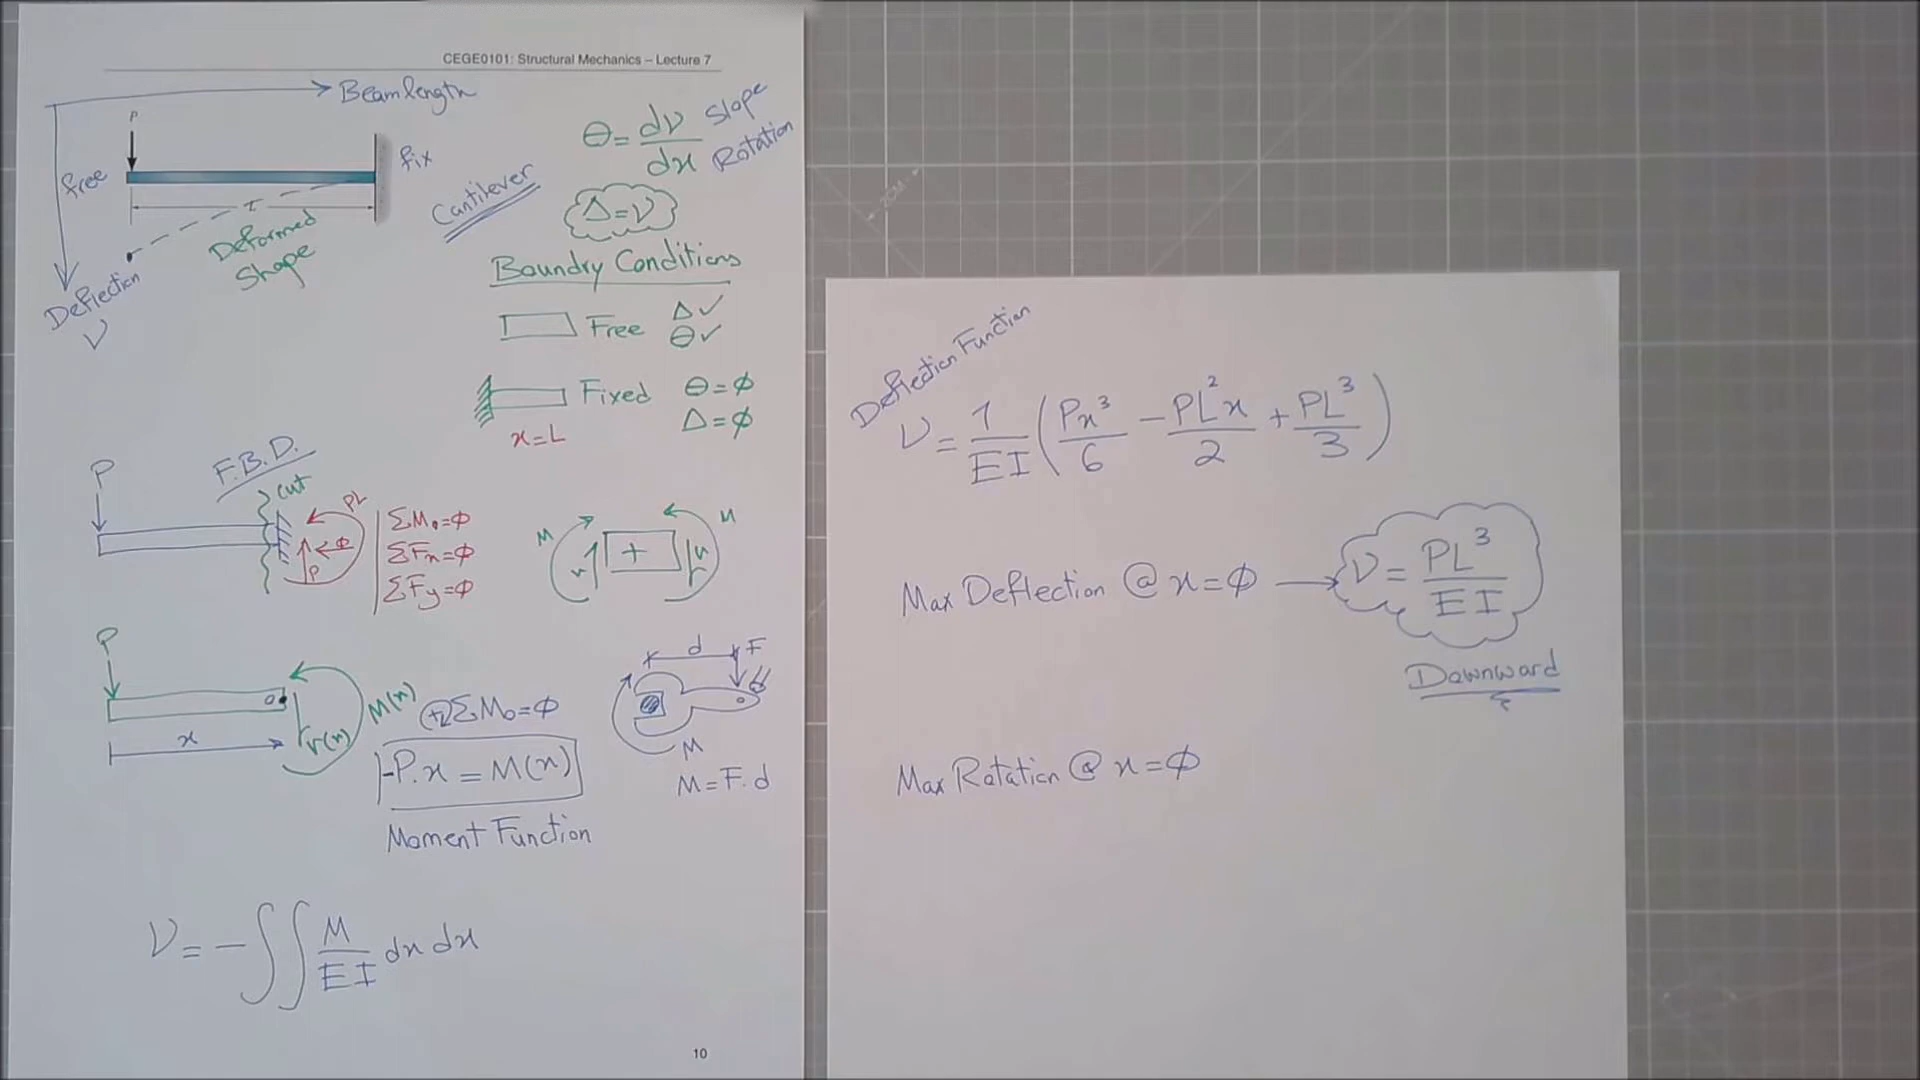 CEGE0101: Structural Mechanics – Lecture 7
Beam length
P
free
fix
L
Deformed
Shape
Deflection
ν
Cantilever
θ = dν/dx Slope
Rotation
Δ=ν
Boundry Conditions
Free Δ✓
θ✓
Fixed θ=φ
Δ=φ
x=L
F.B.D.
P
cut
PL
φ
P
ΣM₀=φ
ΣFx=φ
ΣFy=φ
M
V
+
V
M
P
O
M(x)
V(x)
x
+ΣM₀=φ
-P.x = M(x)
Moment Function
d
F
M
M=F.d
ν = -∫∫ M/EI dx dx
10
Deflection Function
ν = 1/EI (Px³/6 - PL²x/2 + PL³/3)
Max Deflection @ x=φ → ν = PL³/EI
Downward
Max Rotation @ x=φ